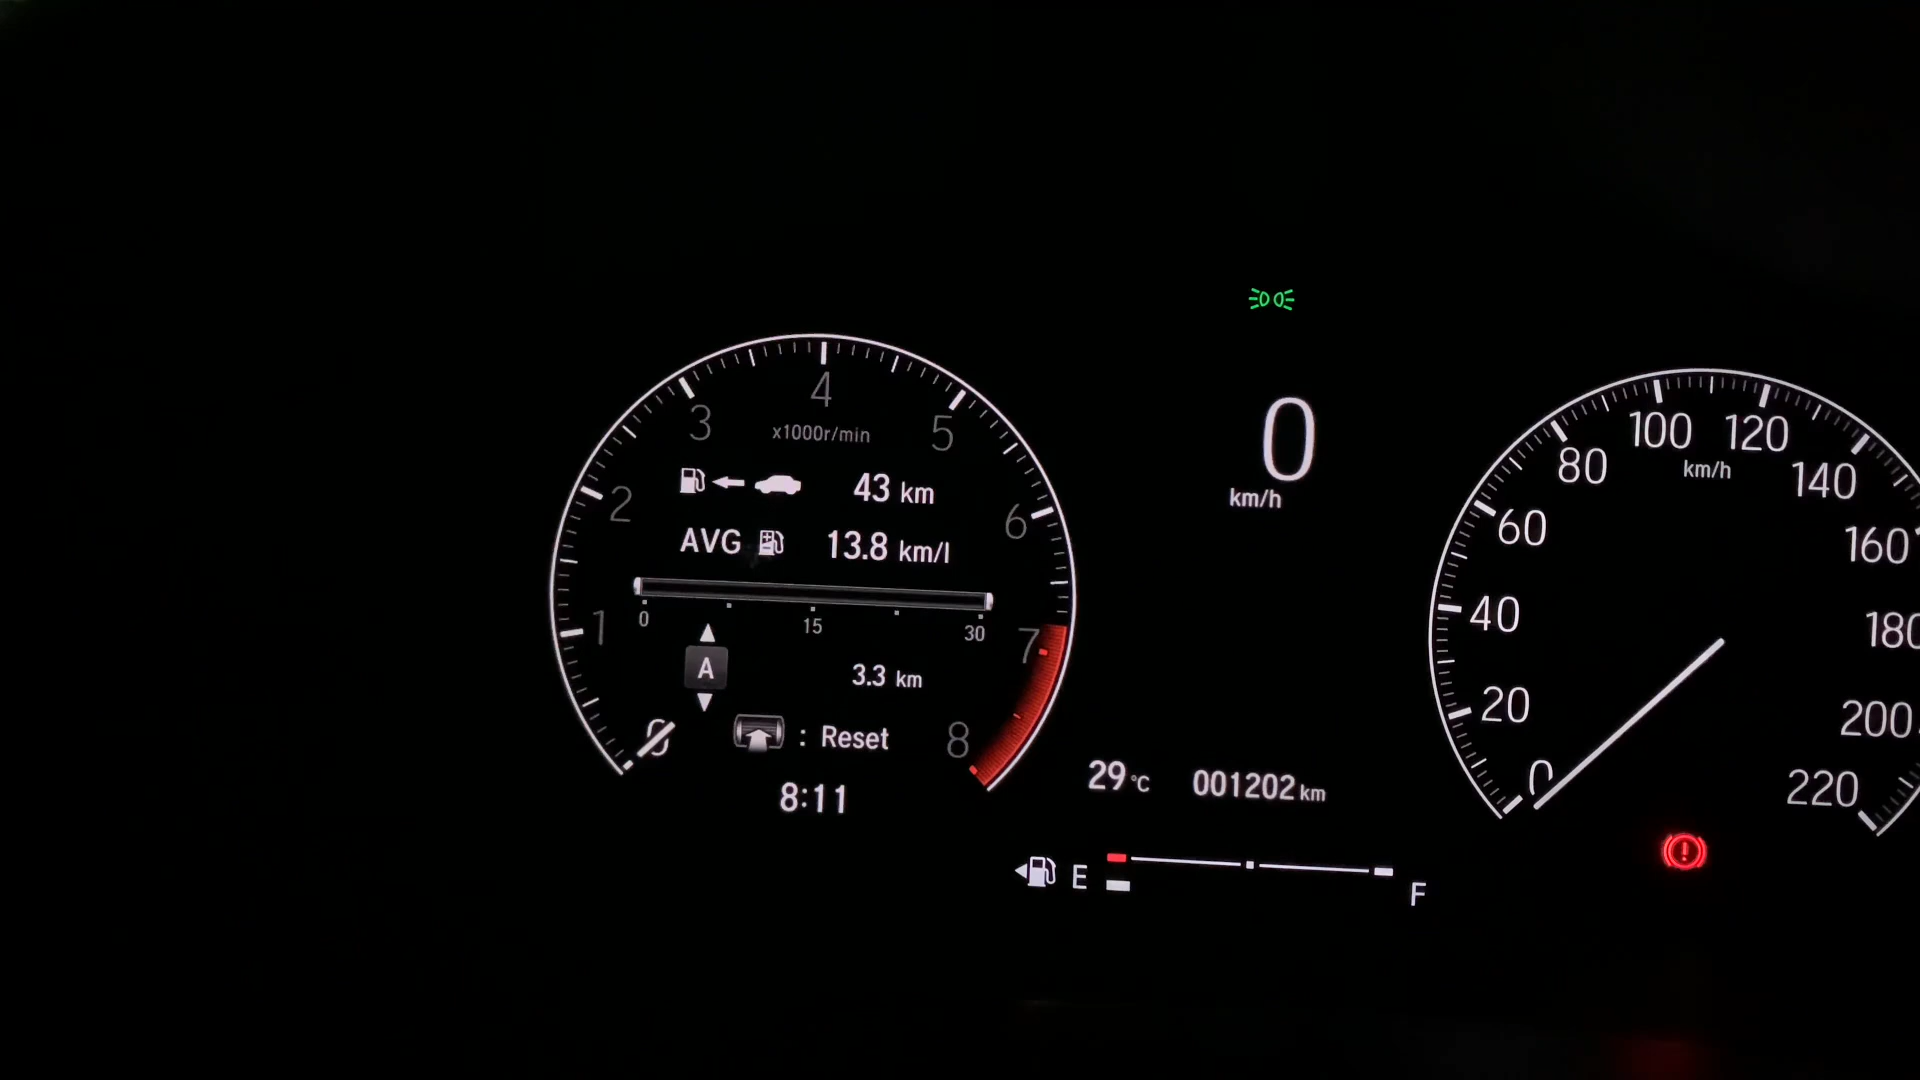 4
3
5
x1000r/min
2
43 km
6
AVG 13.8 km/l
0 15 30
1
7
A
3.3 km
0
: Reset
8
8:11
0
km/h
29°C 001202 km
E F
100 120
km/h
80 140
60 160
40 180
20 200
0 220